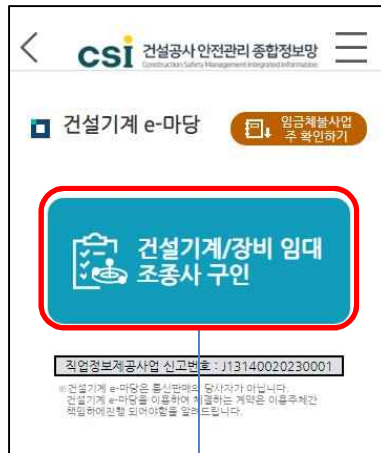 csi 건설공사 안전관리 종합정보망
Construction Safety Management Integrated Information
건설기계 e-마당
임금체불사업
주 확인하기
건설기계/장비 임대
조종사 구인
직업정보제공사업 신고번호 : J13140020230001
※건설기계 e-마당은 통신판매의 당사자가 아닙니다.
건설기계 e-마당을 이용하여 체결하는 계약은 이용주체간
책임하에진행 되어야함을 알려드립니다.